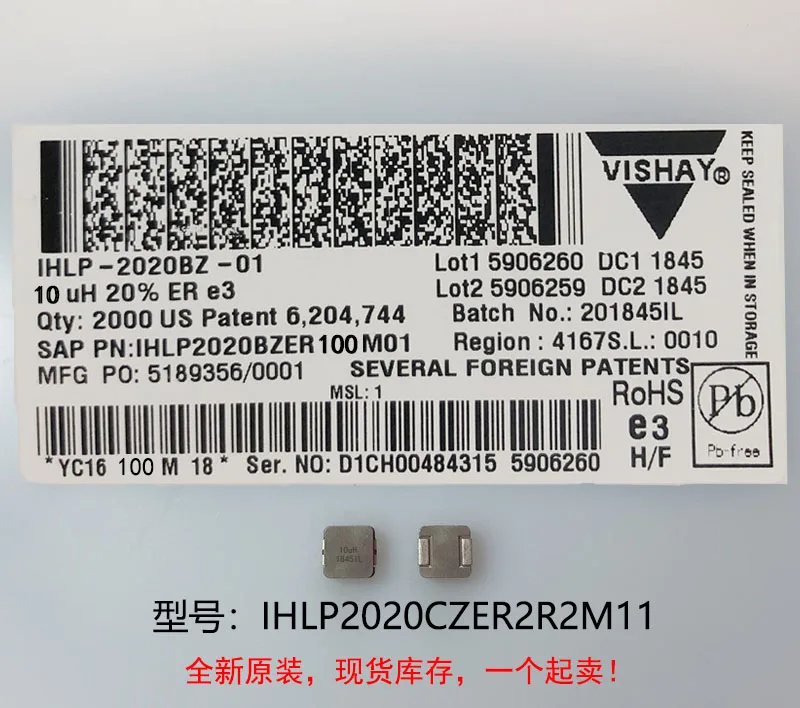 VISHAY®
KEEP SEALED WHEN IN STORAGE
IHLP-2020BZ-01
Lot1 5906260 DC1 1845
10 uH 20% ER e3
Lot2 5906259 DC2 1845
Qty: 2000 US Patent 6,204,744
Batch No.: 201845IL
SAP PN:IHLP2020BZER100M01
Region: 4167S.L.: 0010
MFG PO: 5189356/0001
SEVERAL FOREIGN PATENTS
MSL: 1
RoHS
e3
H/F
Pb
Pb-free
*YC16 100 M 18* Ser. NO: D1CH00484315 5906260
10uH
1845IL
型号：IHLP2020CZER2R2M11
全新原装，现货库存，一个起卖！